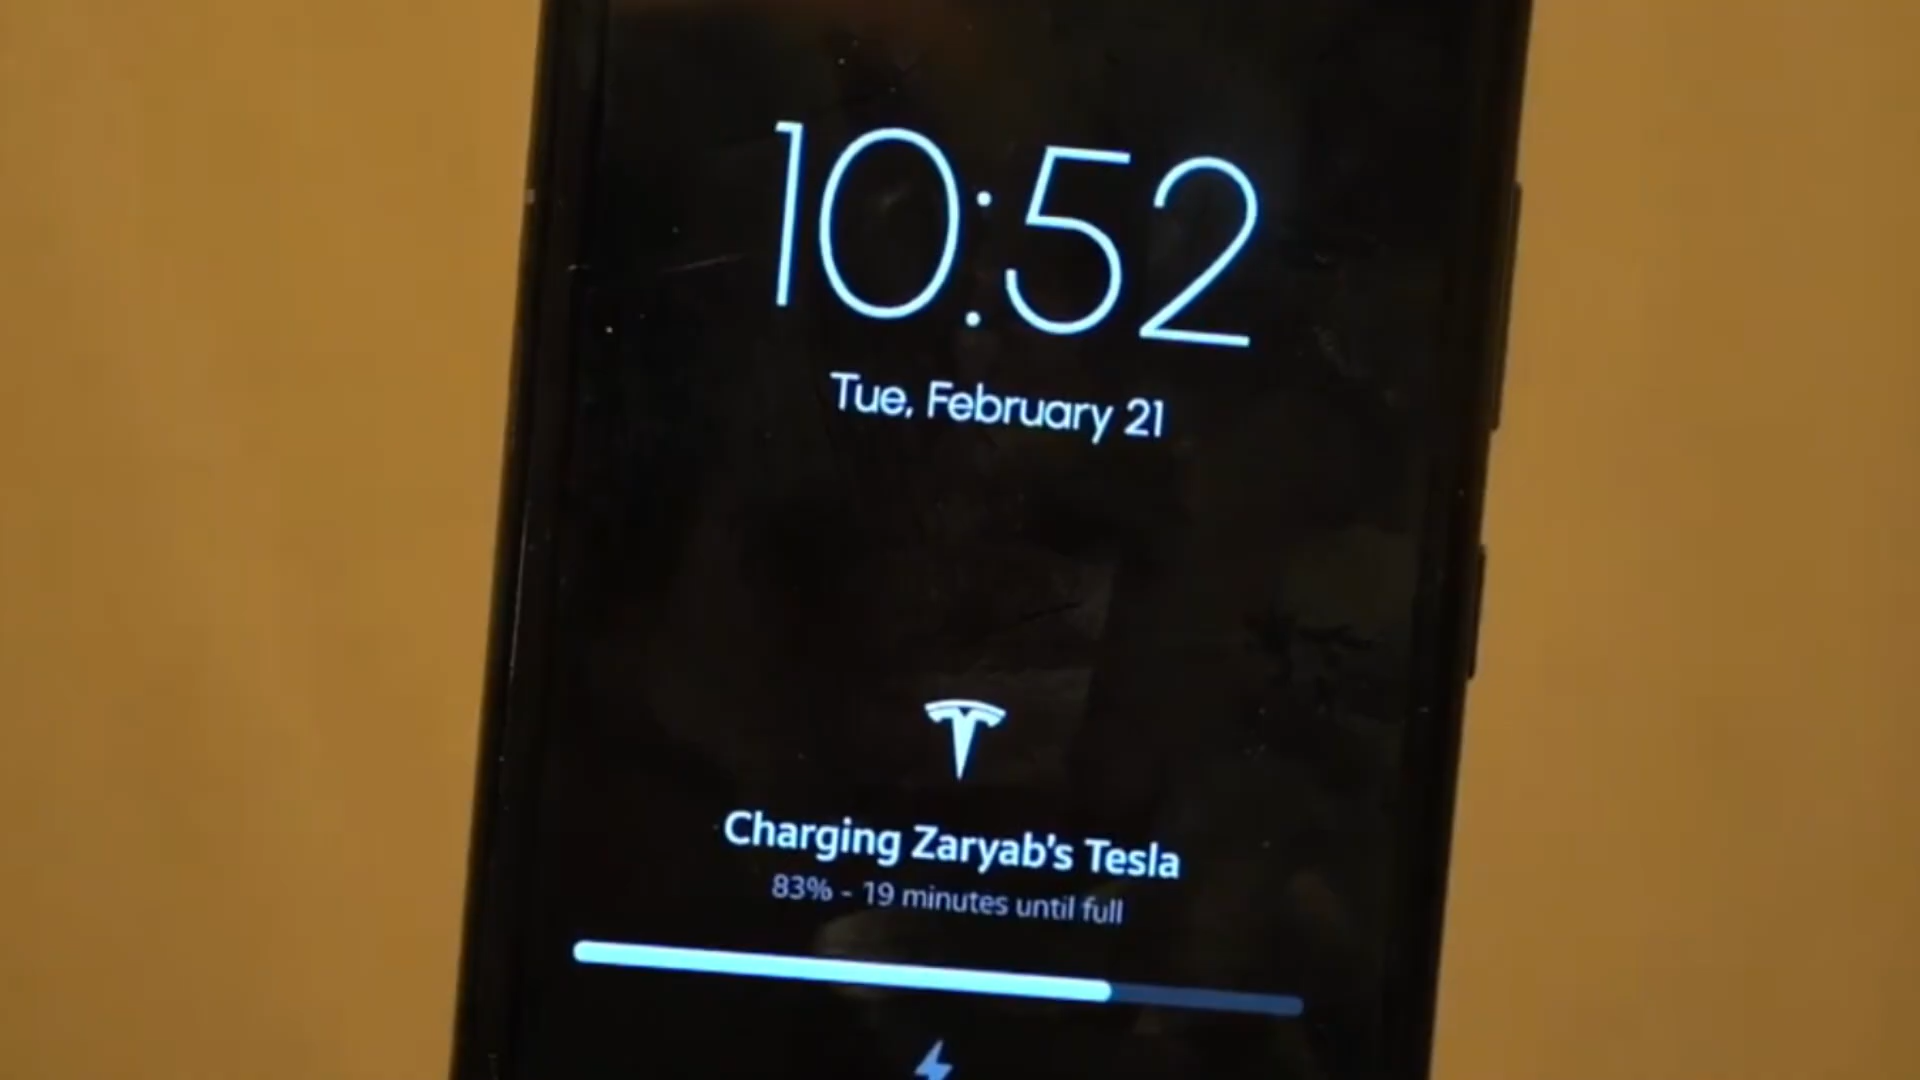 10:52
Tue, February 21
Charging Zaryab's Tesla
83% - 19 minutes until full